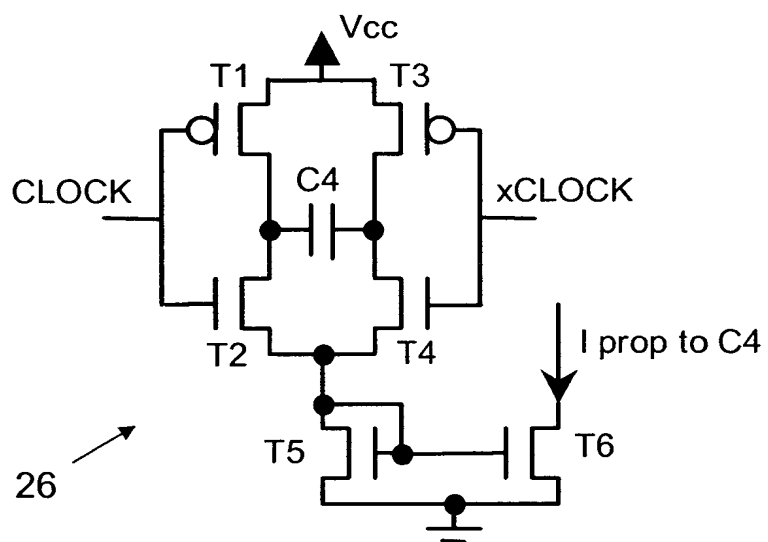 Vcc
T1
T3
C4
CLOCK
xCLOCK
T2
T4
I prop to C4
T5
T6
26